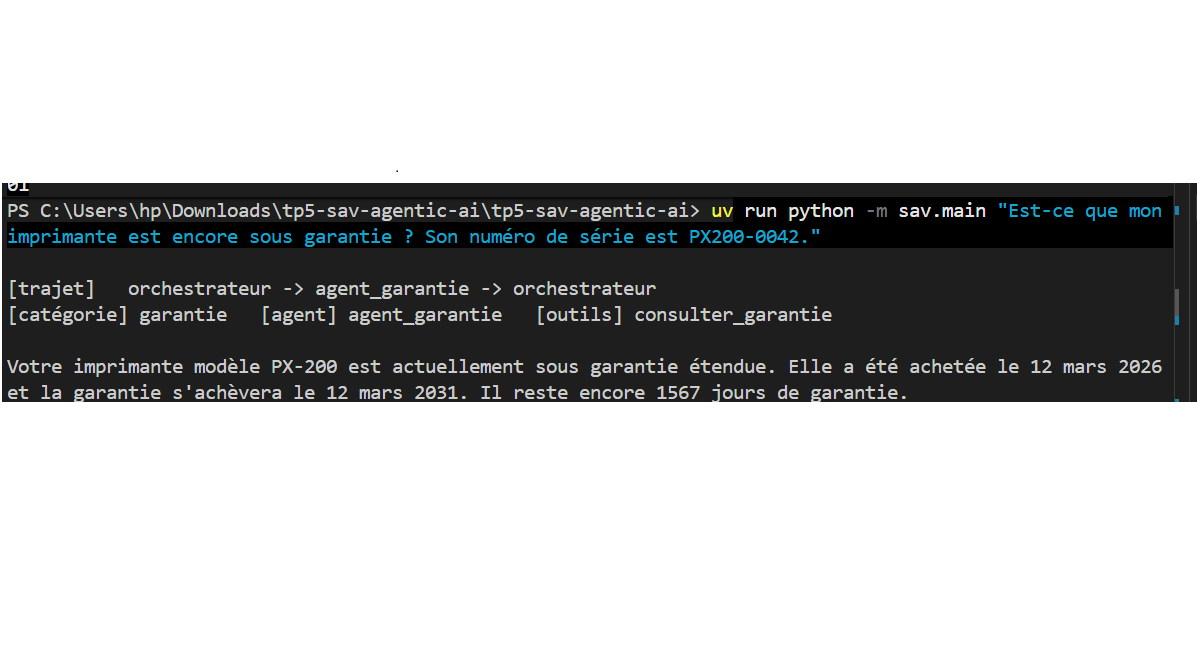 01
PS C:\Users\hp\Downloads\tp5-sav-agentic-ai\tp5-sav-agentic-ai> uv run python -m sav.main "Est-ce que mon
imprimante est encore sous garantie ? Son numéro de série est PX200-0042."
[trajet]   orchestrateur -> agent_garantie -> orchestrateur
[catégorie] garantie   [agent] agent_garantie   [outils] consulter_garantie
Votre imprimante modèle PX-200 est actuellement sous garantie étendue. Elle a été achetée le 12 mars 2026
et la garantie s'achèvera le 12 mars 2031. Il reste encore 1567 jours de garantie.